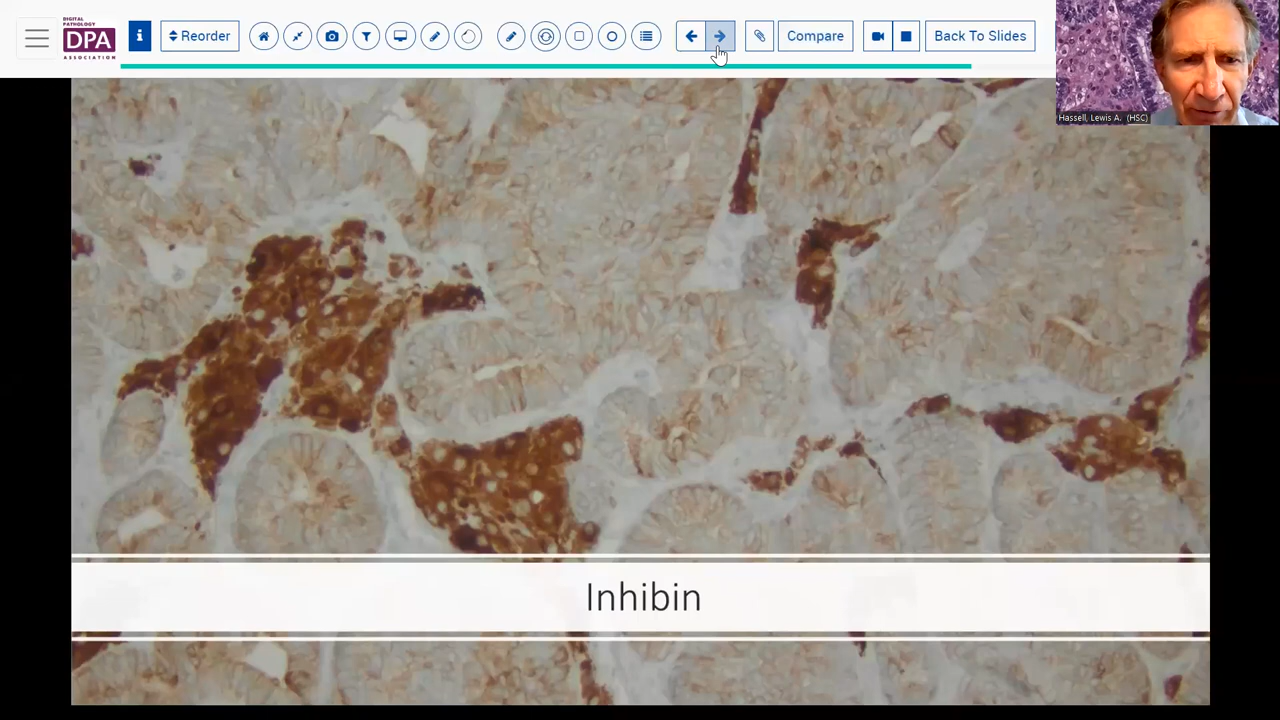 DIGITAL
PATHOLOGY
DPA
ASSOCIATION
i
Reorder
Compare
Back To Slides
Hassell, Lewis A. (HSC)
Inhibin